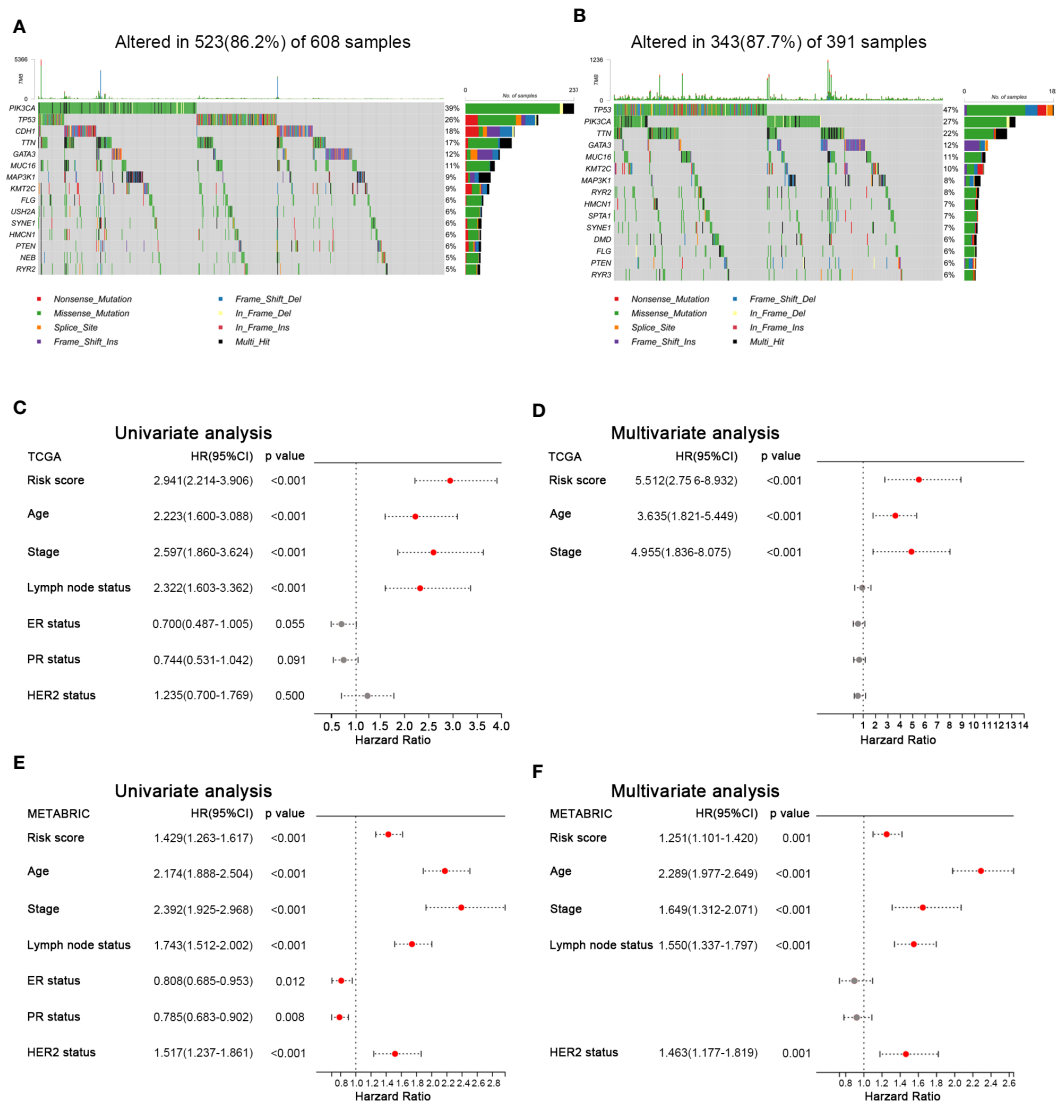 A
Altered in 523(86.2%) of 608 samples
5366
0
TMB
0 237
No. of samples
PIK3CA 39%
TP53 26%
CDH1 18%
TTN 17%
GATA3 12%
MUC16 11%
MAP3K1 9%
KMT2C 9%
FLG 6%
USH2A 6%
SYNE1 6%
HMCN1 6%
PTEN 6%
NEB 5%
RYR2 5%
Nonsense_Mutation Frame_Shift_Del
Missense_Mutation In_Frame_Del
Splice_Site In_Frame_Ins
Frame_Shift_Ins Multi_Hit
B
Altered in 343(87.7%) of 391 samples
1236
0
TMB
0 18
No. of samples
TP53 47%
PIK3CA 27%
TTN 22%
GATA3 12%
MUC16 11%
KMT2C 10%
MAP3K1 8%
RYR2 8%
HMCN1 7%
SPTA1 7%
SYNE1 7%
DMD 6%
FLG 6%
PTEN 6%
RYR3 6%
Nonsense_Mutation Frame_Shift_Del
Missense_Mutation In_Frame_Del
Splice_Site In_Frame_Ins
Frame_Shift_Ins Multi_Hit
C
Univariate analysis
TCGA HR(95%CI) p value
Risk score 2.941(2.214-3.906) <0.001
Age 2.223(1.600-3.088) <0.001
Stage 2.597(1.860-3.624) <0.001
Lymph node status 2.322(1.603-3.362) <0.001
ER status 0.700(0.487-1.005) 0.055
PR status 0.744(0.531-1.042) 0.091
HER2 status 1.235(0.700-1.769) 0.500
0.5 1.0 1.5 2.0 2.5 3.0 3.5 4.0
Harzard Ratio
D
Multivariate analysis
TCGA HR(95%CI) p value
Risk score 5.512(2.75 6-8.932) <0.001
Age 3.635(1.821-5.449) <0.001
Stage 4.955(1.836-8.075) <0.001
1 2 3 4 5 6 7 8 9 10 11 12 13 14
Harzard Ratio
E
Univariate analysis
METABRIC HR(95%CI) p value
Risk score 1.429(1.263-1.617) <0.001
Age 2.174(1.888-2.504) <0.001
Stage 2.392(1.925-2.968) <0.001
Lymph node status 1.743(1.512-2.002) <0.001
ER status 0.808(0.685-0.953) 0.012
PR status 0.785(0.683-0.902) 0.008
HER2 status 1.517(1.237-1.861) <0.001
0.8 1.0 1.2 1.4 1.6 1.8 2.0 2.2 2.4 2.6 2.8
Harzard Ratio
F
Multivariate analysis
METABRIC HR(95%CI) p value
Risk score 1.251(1.101-1.420) 0.001
Age 2.289(1.977-2.649) <0.001
Stage 1.649(1.312-2.071) <0.001
Lymph node status 1.550(1.337-1.797) <0.001
HER2 status 1.463(1.177-1.819) 0.001
0.8 1.0 1.2 1.4 1.6 1.8 2.0 2.2 2.4 2.6
Harzard Ratio